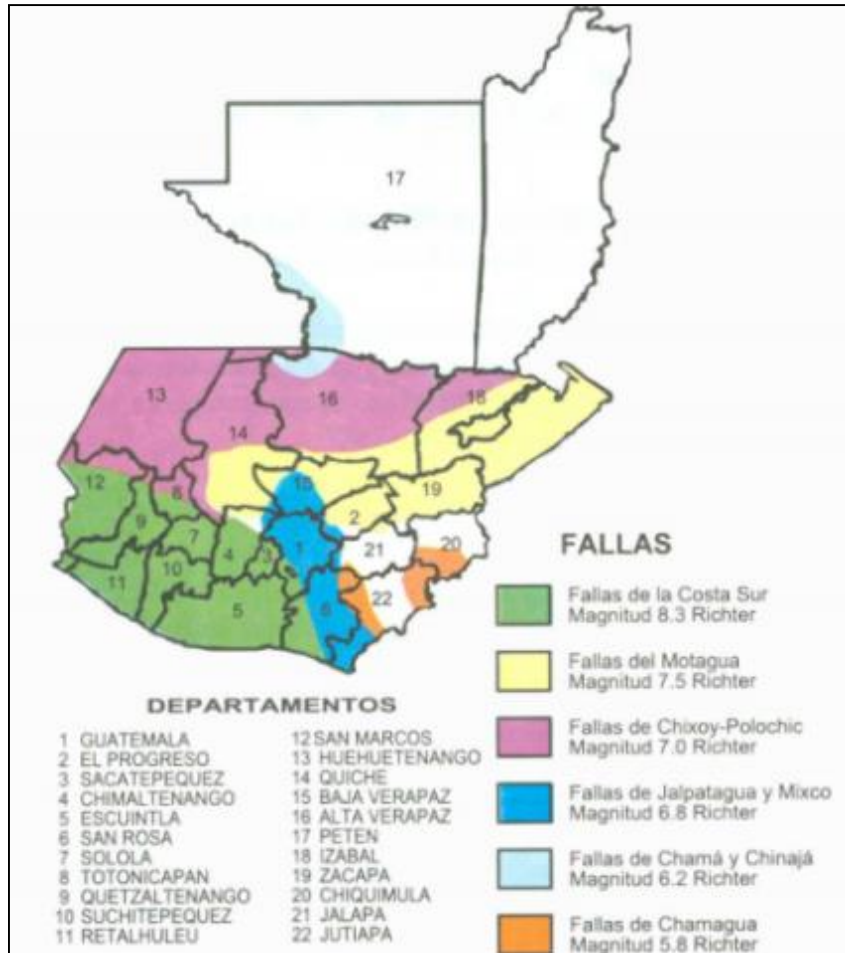 17
13
16
18
14
12
8
15
19
9
7
2
4
3
1
21
20
11
10
5
6
22
FALLAS
Fallas de la Costa Sur
Magnitud 8.3 Richter
Fallas del Motagua
Magnitud 7.5 Richter
Fallas de Chixoy-Polochic
Magnitud 7.0 Richter
Fallas de Jalpatagua y Mixco
Magnitud 6.8 Richter
Fallas de Chamá y Chinajá
Magnitud 6.2 Richter
Fallas de Chamagua
Magnitud 5.8 Richter
DEPARTAMENTOS
1 GUATEMALA
2 EL PROGRESO
3 SACATEPEQUEZ
4 CHIMALTENANGO
5 ESCUINTLA
6 SAN ROSA
7 SOLOLA
8 TOTONICAPAN
9 QUETZALTENANGO
10 SUCHITEPEQUEZ
11 RETALHULEU
12 SAN MARCOS
13 HUEHUETENANGO
14 QUICHE
15 BAJA VERAPAZ
16 ALTA VERAPAZ
17 PETEN
18 IZABAL
19 ZACAPA
20 CHIQUIMULA
21 JALAPA
22 JUTIAPA